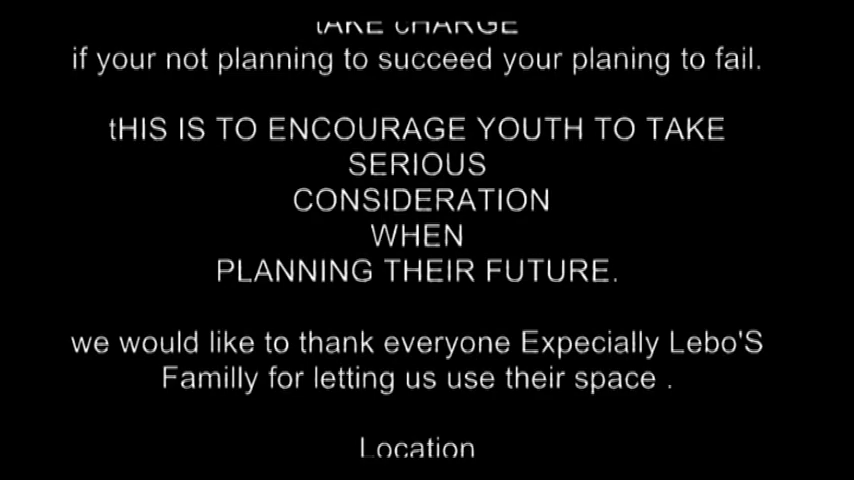 tAKE cHARGE
if your not planning to succeed your planing to fail.
tHIS IS TO ENCOURAGE YOUTH TO TAKE
SERIOUS
CONSIDERATION
WHEN
PLANNING THEIR FUTURE.
we would like to thank everyone Expecially Lebo'S
Familly for letting us use their space .
Location